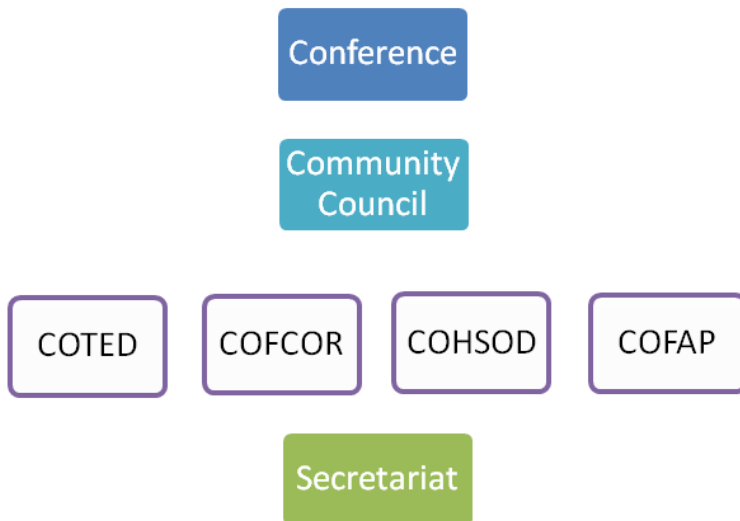 Conference
Community
Council
COTED
COFCOR
COHSOD
COFAP
Secretariat